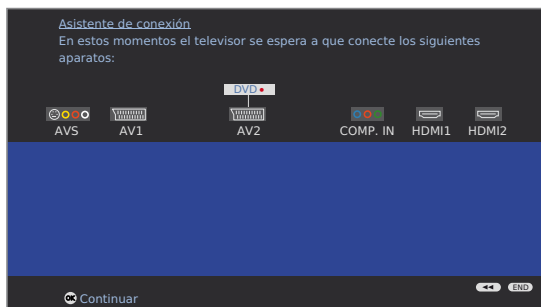 Asistente de conexión
En estos momentos el televisor se espera a que conecte los siguientes
aparatos:
DVD
AVS AV1 AV2 COMP. IN HDMI1 HDMI2
OK Continuar
END